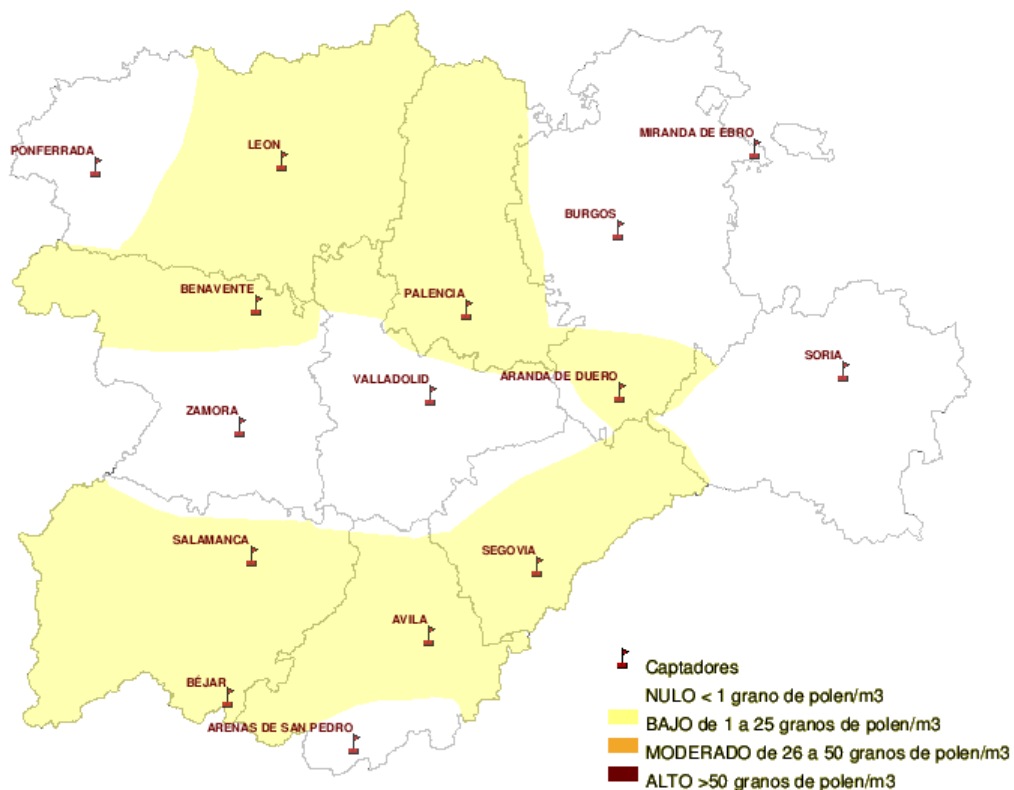 MIRANDA DE EBRO
PONFERRADA
LEON
BURGOS
BENAVENTE
PALENCIA
SORIA
VALLADOLID
ARANDA DE DUERO
ZAMORA
SALAMANCA
SEGOVIA
AVILA
BÉJAR
ARENAS DE SAN PEDRO
Captadores
NULO < 1 grano de polen/m3
BAJO de 1 a 25 granos de polen/m3
MODERADO de 26 a 50 granos de polen/m3
ALTO >50 granos de polen/m3